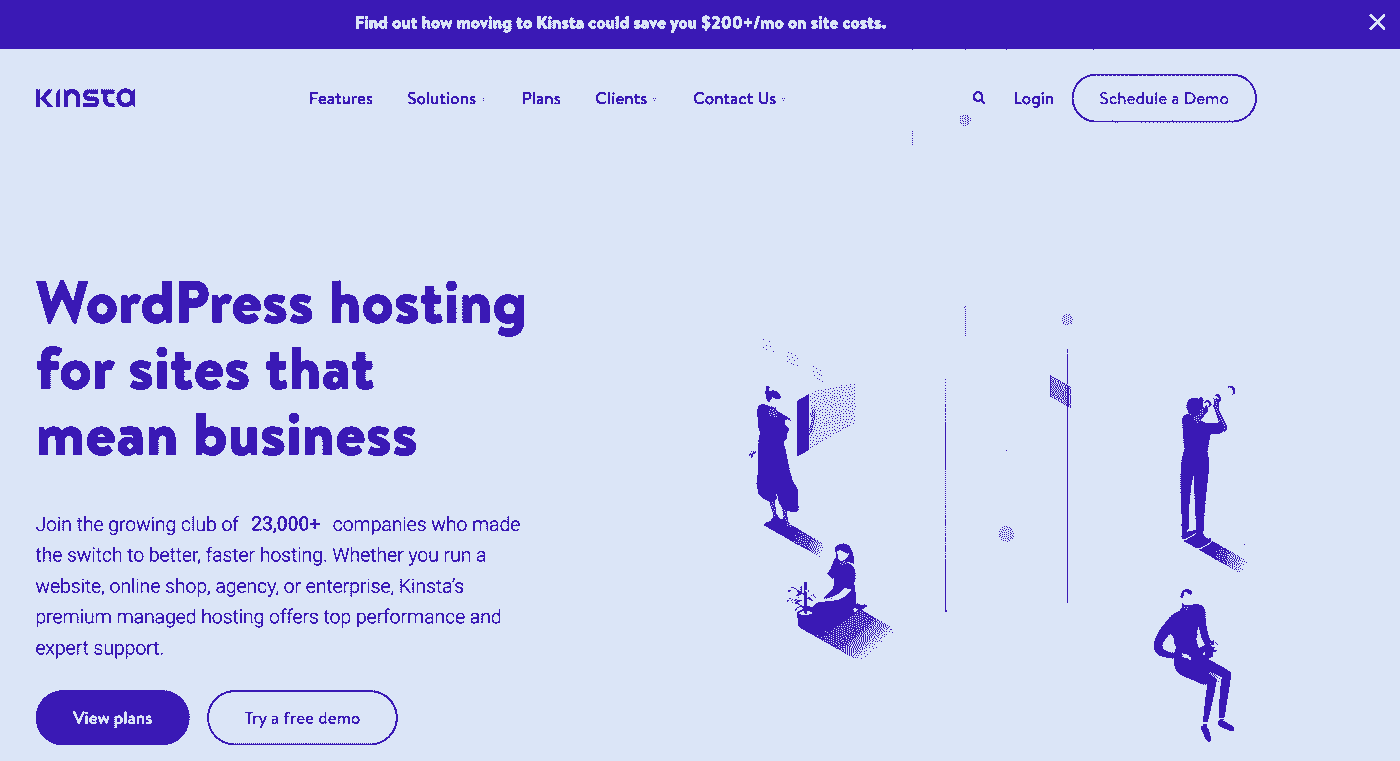 Find out how moving to Kinsta could save you $200+/mo on site costs.
KINSTA
Features Solutions Plans Clients Contact Us Login Schedule a Demo
WordPress hosting
for sites that
mean business
Join the growing club of 23,000+ companies who made
the switch to better, faster hosting. Whether you run a
website, online shop, agency, or enterprise, Kinsta's
premium managed hosting offers top performance and
expert support.
View plans Try a free demo